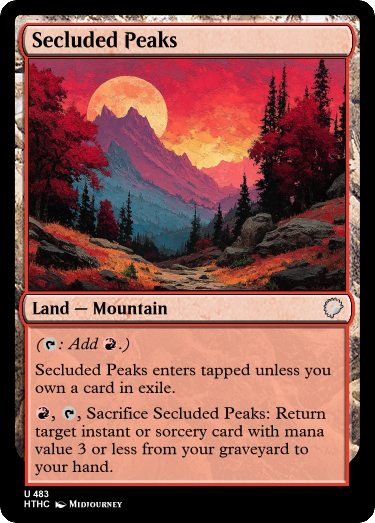 Secluded Peaks
Land — Mountain
(: Add .)
Secluded Peaks enters tapped unless you
own a card in exile.
, , Sacrifice Secluded Peaks: Return
target instant or sorcery card with mana
value 3 or less from your graveyard to
your hand.
U 483
HTHC Midjourney